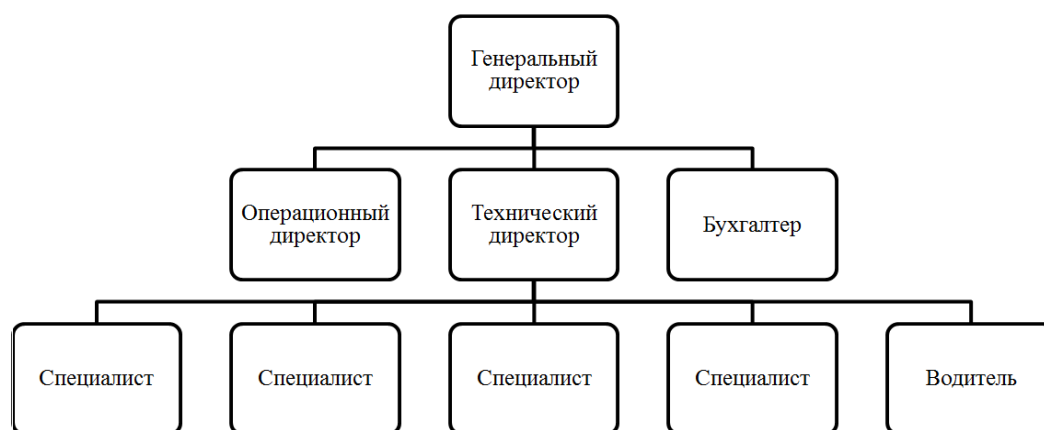 Генеральный
директор
Операционный
директор
Технический
директор
Бухгалтер
Специалист
Специалист
Специалист
Специалист
Водитель